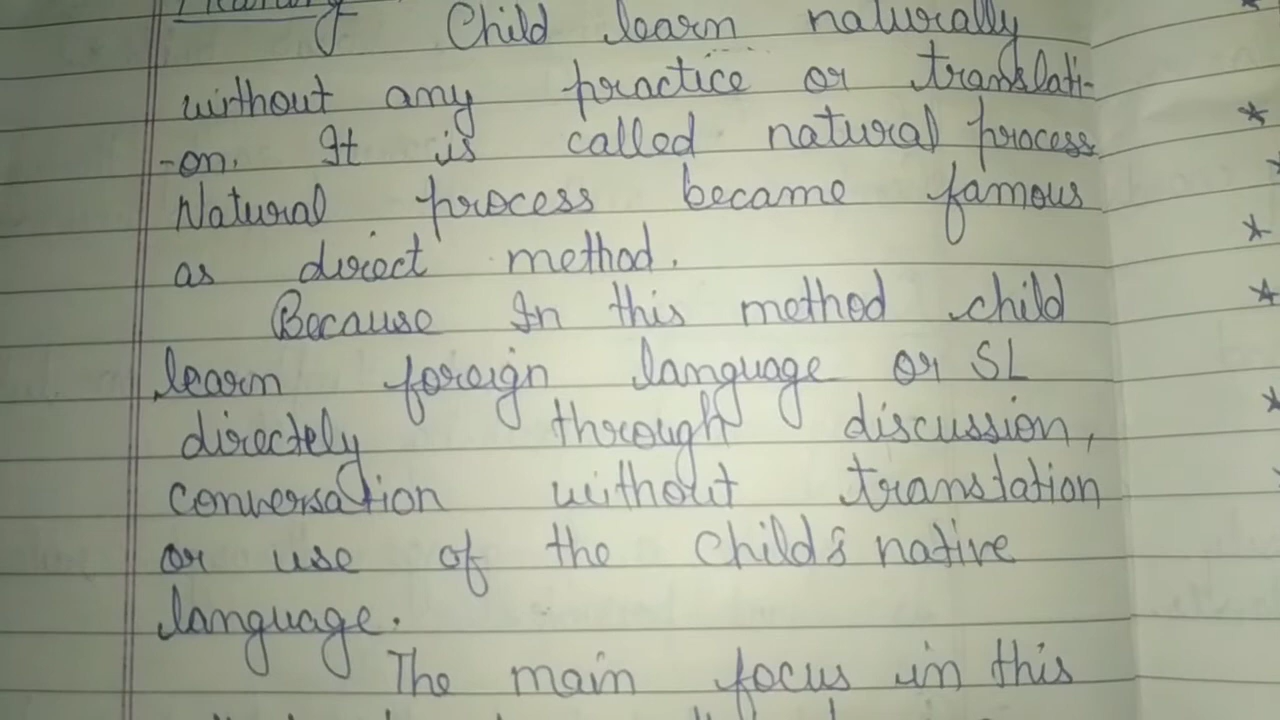 Child learn naturally
without any practice or translati-
-on. It is called natural process
Natural process became famous
as direct method.
Because In this method child
learn foreign language or SL
directely through discussion,
conversation without translation
or use of the child's native
language.
The main focus in this